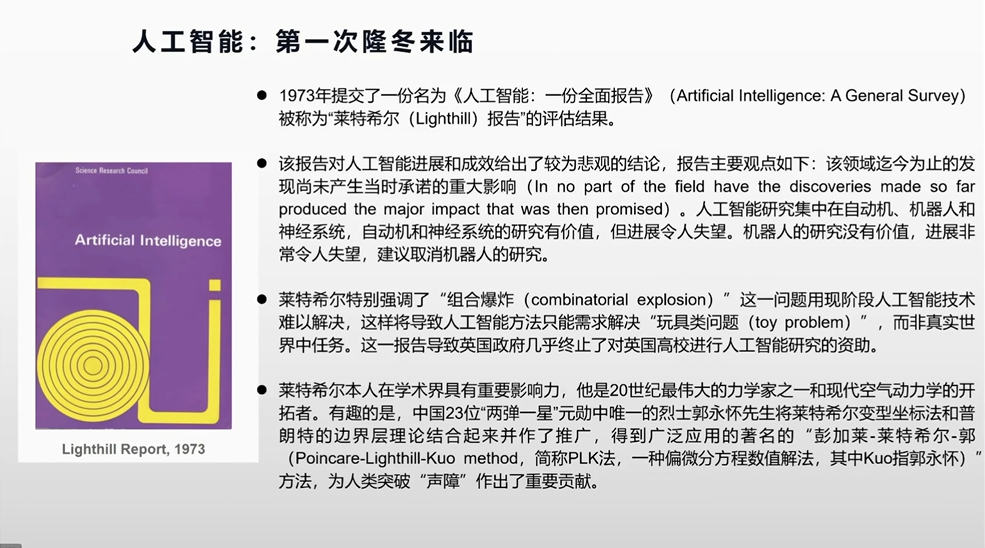 人工智能：第一次隆冬来临
1973年提交了一份名为《人工智能：一份全面报告》（Artificial Intelligence: A General Survey）
被称为“莱特希尔（Lighthill）报告”的评估结果。
该报告对人工智能进展和成效给出了较为悲观的结论，报告主要观点如下：该领域迄今为止的发
现尚未产生当时承诺的重大影响（In no part of the field have the discoveries made so far
produced the major impact that was then promised）。人工智能研究集中在自动机、机器人和
神经系统，自动机和神经系统的研究有价值，但进展令人失望。机器人的研究没有价值，进展非
常令人失望，建议取消机器人的研究。
莱特希尔特别强调了“组合爆炸（combinatorial explosion）”这一问题用现阶段人工智能技术
难以解决，这样将导致人工智能方法只能需求解决“玩具类问题（toy problem）”，而非真实世
界中任务。这一报告导致英国政府几乎终止了对英国高校进行人工智能研究的资助。
莱特希尔本人在学术界具有重要影响力，他是20世纪最伟大的力学家之一和现代空气动力学的开
拓者。有趣的是，中国23位“两弹一星”元勋中唯一的烈士郭永怀先生将莱特希尔变型坐标法和普
朗特的边界层理论结合起来并作了推广，得到广泛应用的著名的“彭加莱-莱特希尔-郭
（Poincare-Lighthill-Kuo method，简称PLK法，一种偏微分方程数值解法，其中Kuo指郭永怀）”
方法，为人类突破“声障”作出了重要贡献。
Science Research Council
Artificial Intelligence
Lighthill Report, 1973